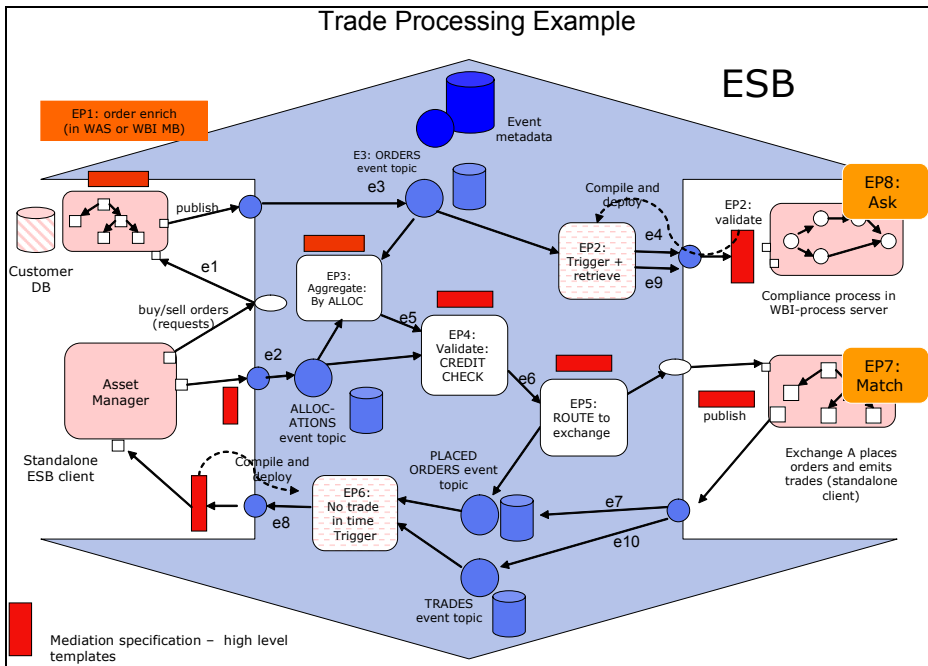 Trade Processing Example
ESB
EP1: order enrich
(in WAS or WBI MB)
Event
metadata
E3: ORDERS
event topic
e3
publish
Customer
DB
e1
buy/sell orders
(requests)
Compile and
deploy
EP2:
validate
EP8:
Ask
EP2:
Trigger +
retrieve
e4
e9
Compliance process in
WBI-process server
EP3:
Aggregate:
By ALLOC
e5
EP4:
Validate:
CREDIT
CHECK
e6
EP5:
ROUTE to
exchange
Asset
Manager
e2
ALLOC-
ATIONS
event topic
EP7:
Match
publish
Exchange A places
orders and emits
trades (standalone
client)
Standalone
ESB client
Compile and
deploy
e8
EP6:
No trade
in time
Trigger
PLACED
ORDERS event
topic
e7
e10
TRADES
event topic
Mediation specification – high level
templates